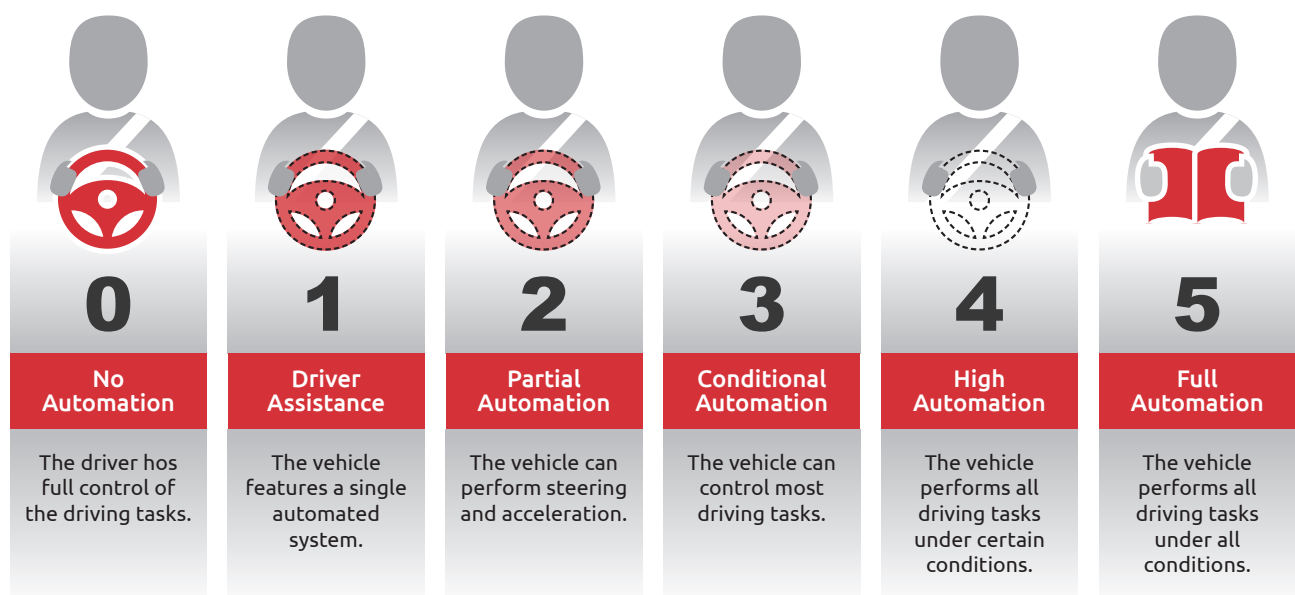 0
No
Automation
The driver hos
full control of
the driving tasks.
1
Driver
Assistance
The vehicle
features a single
automated
system.
2
Partial
Automation
The vehicle can
perform steering
and acceleration.
3
Conditional
Automation
The vehicle can
control most
driving tasks.
4
High
Automation
The vehicle
performs all
driving tasks
under certain
conditions.
5
Full
Automation
The vehicle
performs all
driving tasks
under all
conditions.